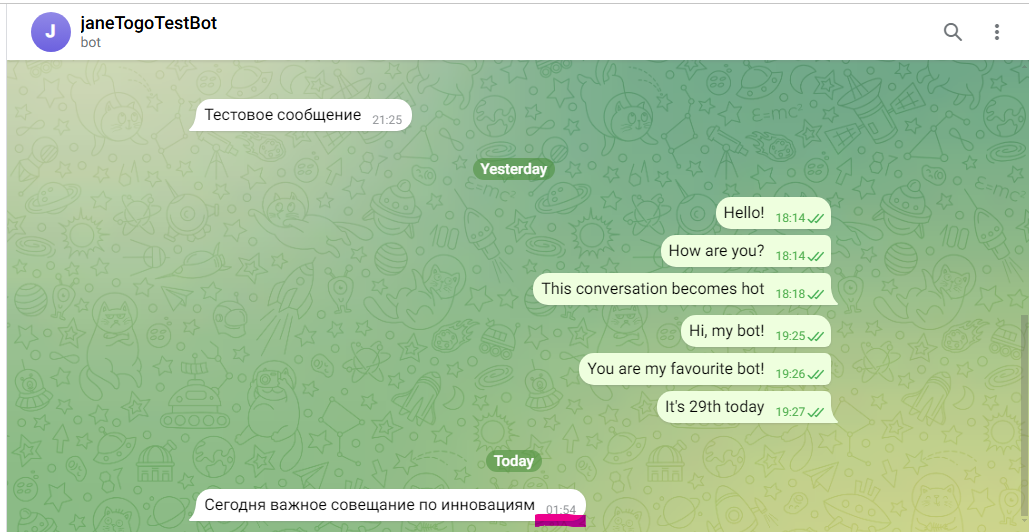 J
janeTogoTestBot
bot
Тестовое сообщение 21:25
Yesterday
Hello! 18:14
How are you? 18:14
This conversation becomes hot 18:18
Hi, my bot! 19:25
You are my favourite bot! 19:26
It's 29th today 19:27
Today
Сегодня важное совещание по инновациям 01:54